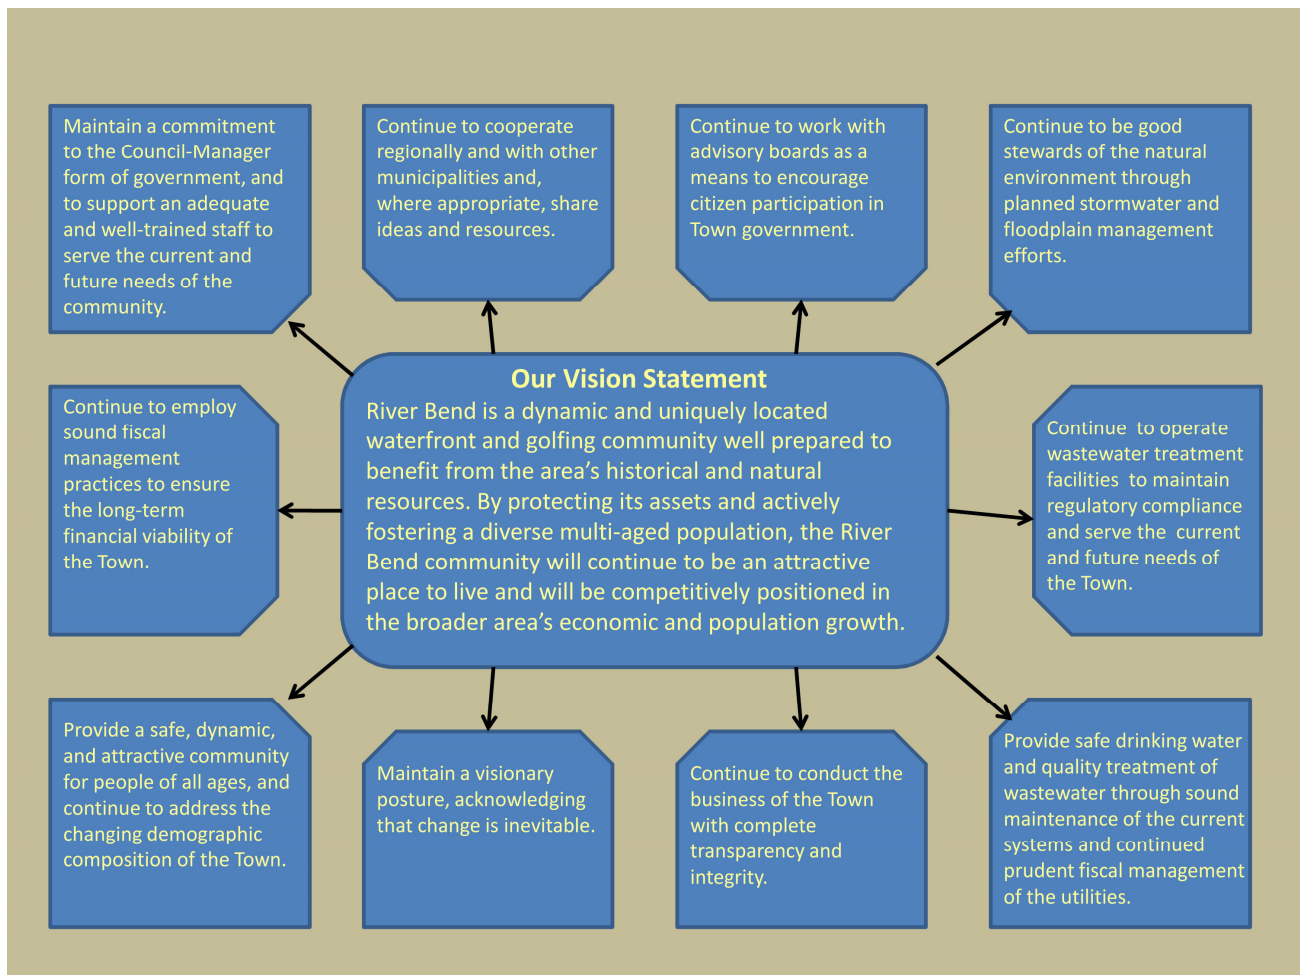 Maintain a commitment
to the Council-Manager
form of government, and
to support an adequate
and well-trained staff to
serve the current and
future needs of the
community.
Continue to cooperate
regionally and with other
municipalities and,
where appropriate, share
ideas and resources.
Continue to work with
advisory boards as a
means to encourage
citizen participation in
Town government.
Continue to be good
stewards of the natural
environment through
planned stormwater and
floodplain management
efforts.
Continue to employ
sound fiscal
management
practices to ensure
the long-term
financial viability of
the Town.
Our Vision Statement
River Bend is a dynamic and uniquely located
waterfront and golfing community well prepared to
benefit from the area’s historical and natural
resources. By protecting its assets and actively
fostering a diverse multi-aged population, the River
Bend community will continue to be an attractive
place to live and will be competitively positioned in
the broader area’s economic and population growth.
Continue to operate
wastewater treatment
facilities to maintain
regulatory compliance
and serve the current
and future needs of
the Town.
Provide a safe, dynamic,
and attractive community
for people of all ages, and
continue to address the
changing demographic
composition of the Town.
Maintain a visionary
posture, acknowledging
that change is inevitable.
Continue to conduct the
business of the Town
with complete
transparency and
integrity.
Provide safe drinking water
and quality treatment of
wastewater through sound
maintenance of the current
systems and continued
prudent fiscal management
of the utilities.